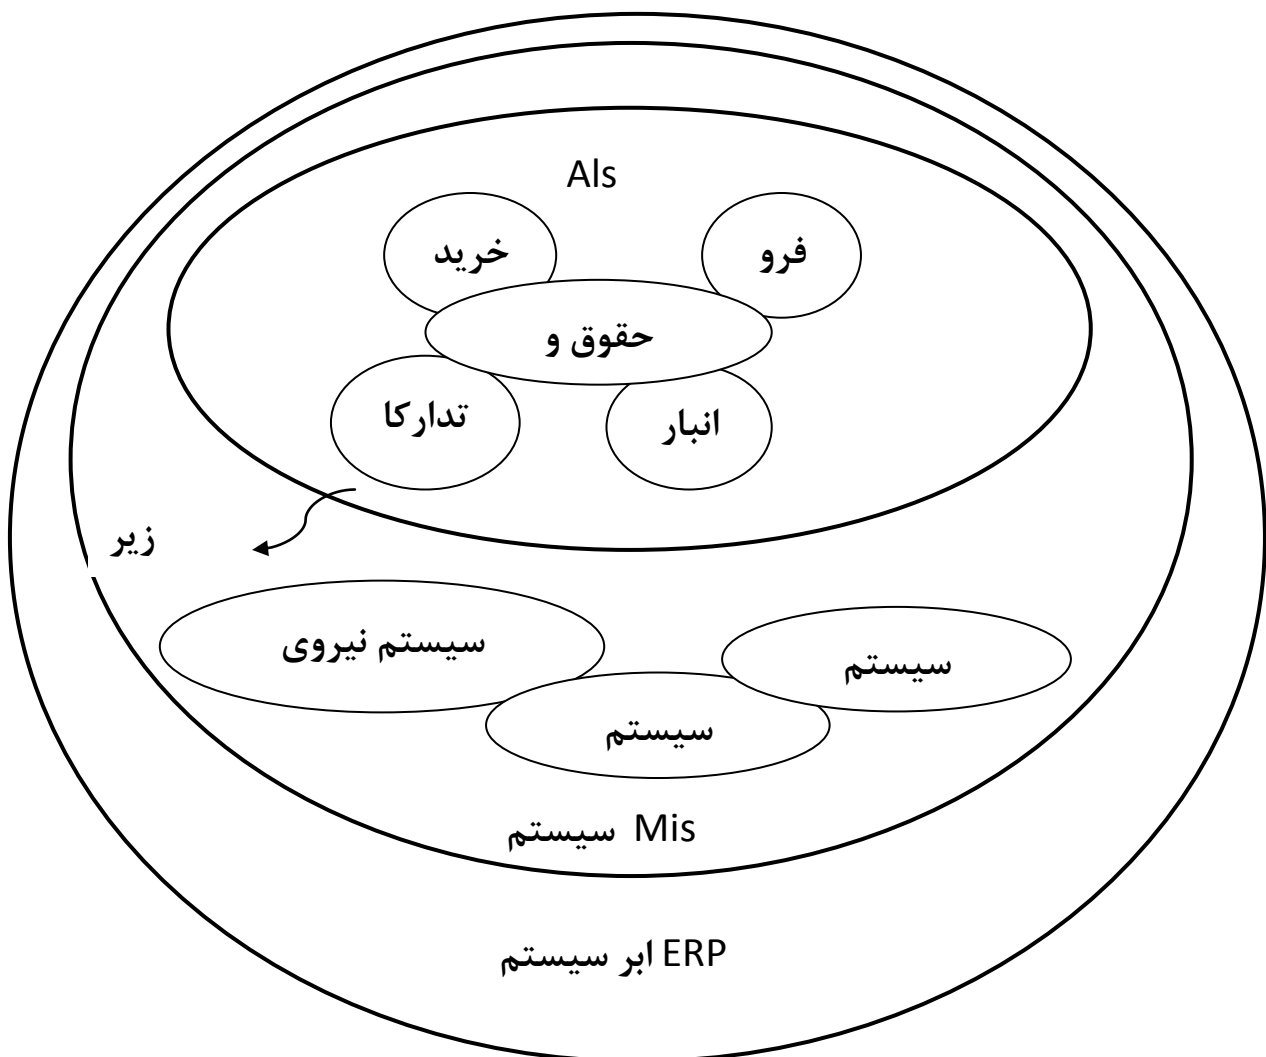 Als
خرید
فرو
حقوق و
تدارکا
انبار
زیر
سیستم نیروی
سیستم
سیستم
سیستم Mis
ابر سیستم ERP